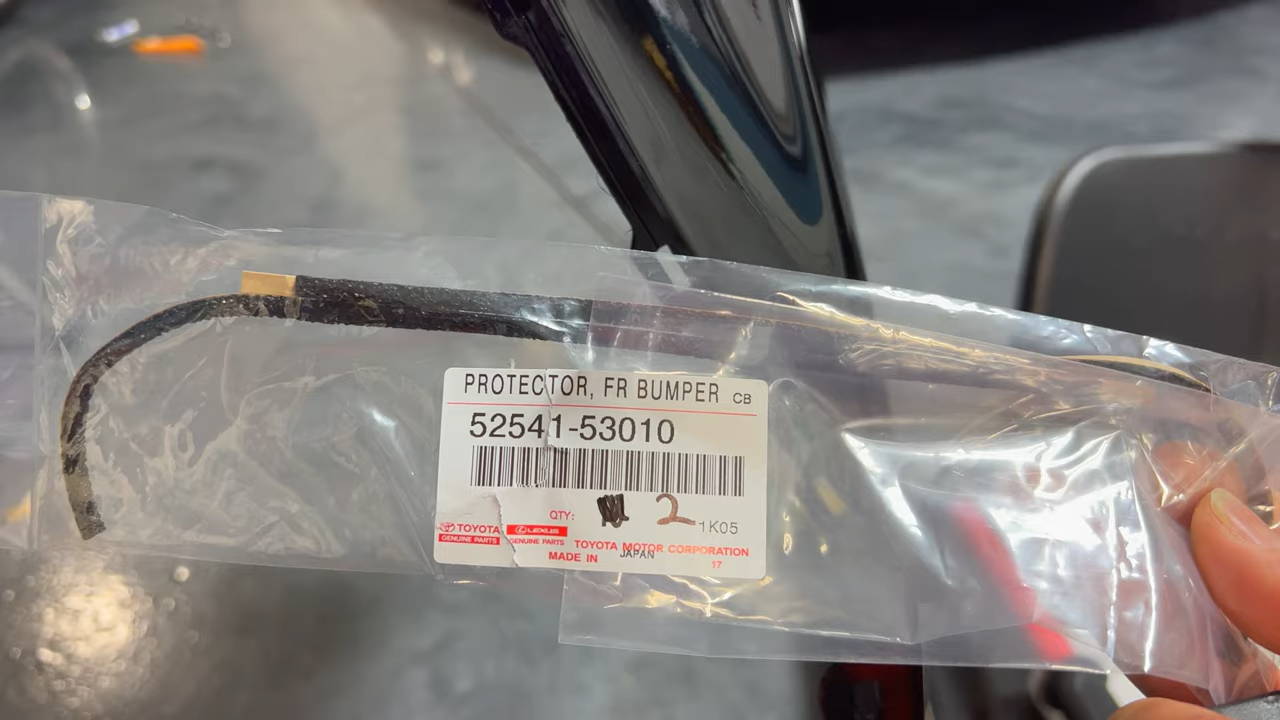 PROTECTOR, FR BUMPER CB
52541-53010
QTY: 2 1K05
TOYOTA LEXUS
GENUINE PARTS GENUINE PARTS TOYOTA MOTOR CORPORATION
MADE IN JAPAN 17